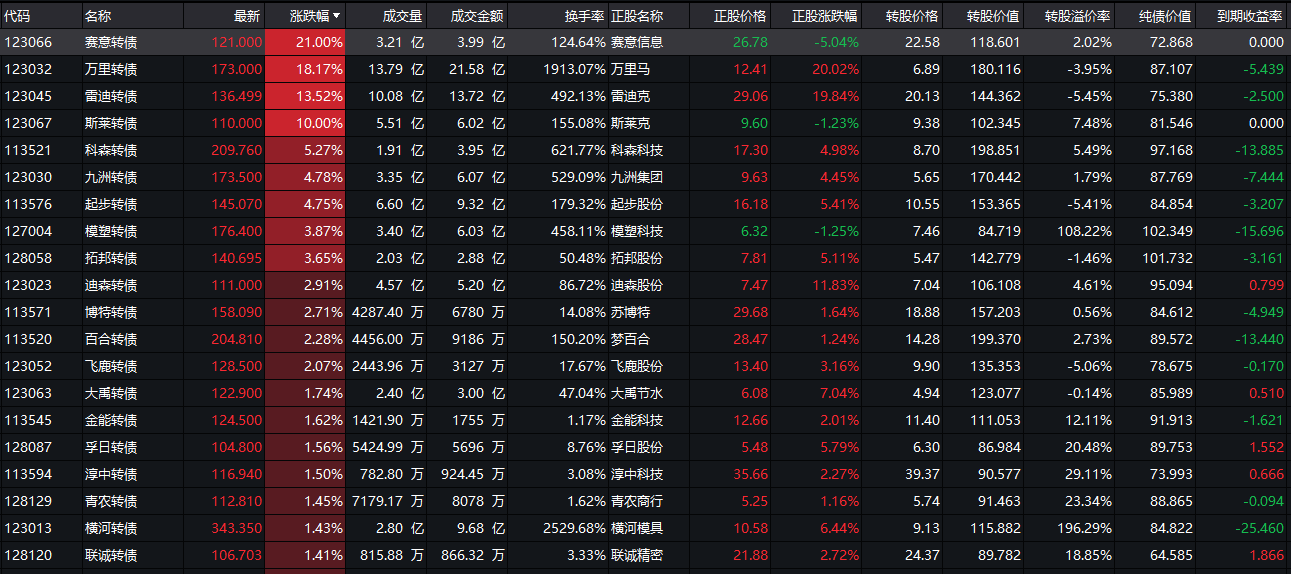 代码 名称 最新 涨跌幅 成交量 成交金额 换手率 正股名称 正股价格 正股涨跌幅 转股价格 转股价值 转股溢价率 纯债价值 到期收益率
123066 赛意转债 121.000 21.00% 3.21 亿 3.99 亿 124.64% 赛意信息 26.78 -5.04% 22.58 118.601 2.02% 72.868 0.000
123032 万里转债 173.000 18.17% 13.79 亿 21.58 亿 1913.07% 万里马 12.41 20.02% 6.89 180.116 -3.95% 87.107 -5.439
123045 雷迪转债 136.499 13.52% 10.08 亿 13.72 亿 492.13% 雷迪克 29.06 19.84% 20.13 144.362 -5.45% 75.380 -2.500
123067 斯莱转债 110.000 10.00% 5.51 亿 6.02 亿 155.08% 斯莱克 9.60 -1.23% 9.38 102.345 7.48% 81.546 0.000
113521 科森转债 209.760 5.27% 1.91 亿 3.95 亿 621.77% 科森科技 17.30 4.98% 8.70 198.851 5.49% 97.168 -13.885
123030 九洲转债 173.500 4.78% 3.35 亿 6.07 亿 529.09% 九洲集团 9.63 4.45% 5.65 170.442 1.79% 87.769 -7.444
113576 起步转债 145.070 4.75% 6.60 亿 9.32 亿 179.32% 起步股份 16.18 5.41% 10.55 153.365 -5.41% 84.854 -3.207
127004 模塑转债 176.400 3.87% 3.40 亿 6.03 亿 458.11% 模塑科技 6.32 -1.25% 7.46 84.719 108.22% 102.349 -15.696
128058 拓邦转债 140.695 3.65% 2.03 亿 2.88 亿 50.48% 拓邦股份 7.81 5.11% 5.47 142.779 -1.46% 101.732 -3.161
123023 迪森转债 111.000 2.91% 4.57 亿 5.20 亿 86.72% 迪森股份 7.47 11.83% 7.04 106.108 4.61% 95.094 0.799
113571 博特转债 158.090 2.71% 4287.40 万 6780 万 14.08% 苏博特 29.68 1.64% 18.88 157.203 0.56% 84.612 -4.949
113520 百合转债 204.810 2.28% 4456.00 万 9186 万 150.20% 梦百合 28.47 1.24% 14.28 199.370 2.73% 89.572 -13.440
123052 飞鹿转债 128.500 2.07% 2443.96 万 3127 万 17.67% 飞鹿股份 13.40 3.16% 9.90 135.353 -5.06% 78.675 -0.170
123063 大禹转债 122.900 1.74% 2.40 亿 3.00 亿 47.04% 大禹节水 6.08 7.04% 4.94 123.077 -0.14% 85.989 0.510
113545 金能转债 124.500 1.62% 1421.90 万 1755 万 1.17% 金能科技 12.66 2.01% 11.40 111.053 12.11% 91.913 -1.621
128087 孚日转债 104.800 1.56% 5424.99 万 5696 万 8.76% 孚日股份 5.48 5.79% 6.30 86.984 20.48% 89.753 1.552
113594 淳中转债 116.940 1.50% 782.80 万 924.45 万 3.08% 淳中科技 35.66 2.27% 39.37 90.577 29.11% 73.993 0.666
128129 青农转债 112.810 1.45% 7179.17 万 8078 万 1.62% 青农商行 5.25 1.16% 5.74 91.463 23.34% 88.865 -0.094
123013 横河转债 343.350 1.43% 2.80 亿 9.68 亿 2529.68% 横河模具 10.58 6.44% 9.13 115.882 196.29% 84.822 -25.460
128120 联诚转债 106.703 1.41% 815.88 万 866.32 万 3.33% 联诚精密 21.88 2.72% 24.37 89.782 18.85% 64.585 1.866